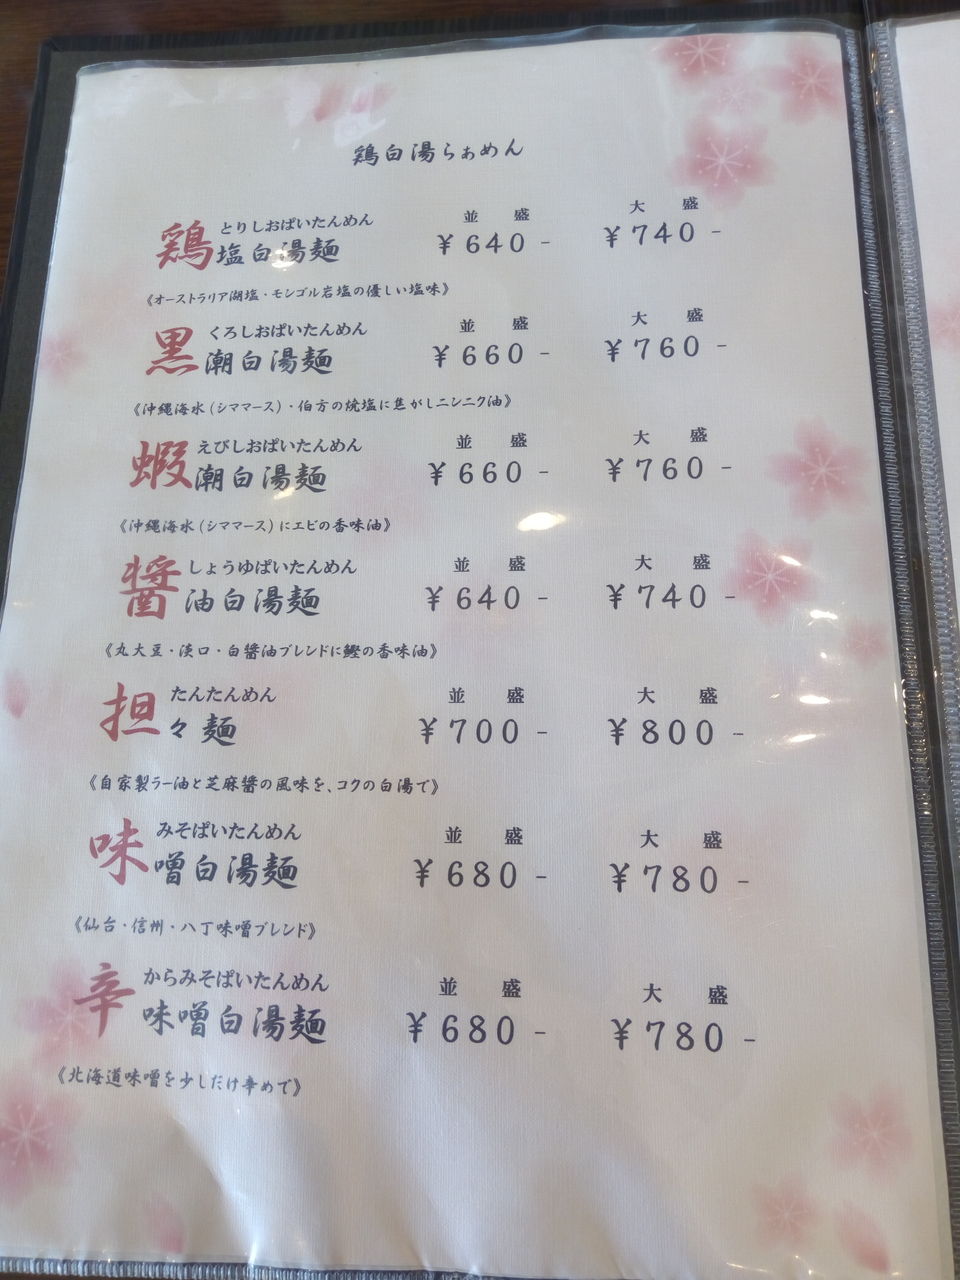 鶏白湯らぁめん
とりしおぱいたんめん 並 盛 大 盛
鶏塩白湯麺 ¥640- ¥740-
《オーストラリア湖塩・モンゴル岩塩の優しい塩味》
くろしおぱいたんめん 並 盛 大 盛
黒潮白湯麺 ¥660- ¥760-
《沖縄海水(シママース)・伯方の焼塩に焦がしニンニク油》
えびしおぱいたんめん 並 盛 大 盛
蝦潮白湯麺 ¥660- ¥760-
《沖縄海水(シママース)にエビの香味油》
しょうゆぱいたんめん 並 盛 大 盛
醤油白湯麺 ¥640- ¥740-
《丸大豆・淡口・白醤油ブレンドに鰹の香味油》
たんたんめん 並 盛 大 盛
担々麺 ¥700- ¥800-
《自家製ラー油と芝麻醤の風味を、コクの白湯で》
みそぱいたんめん 並 盛 大 盛
味噌白湯麺 ¥680- ¥780-
《仙台・信州・八丁味噌ブレンド》
からみそぱいたんめん 並 盛 大 盛
辛味噌白湯麺 ¥680- ¥780-
《北海道味噌を少しだけ辛めで》